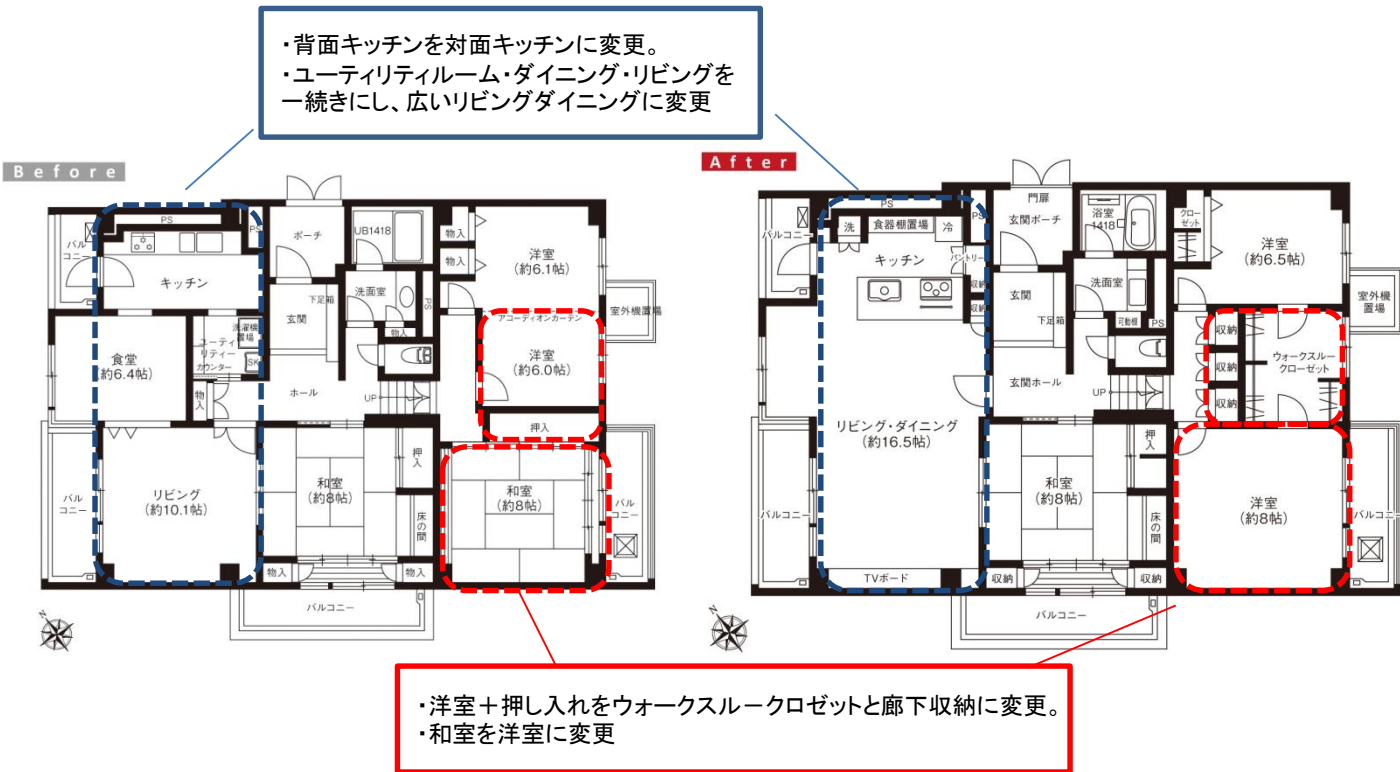 ・背面キッチンを対面キッチンに変更。
・ユーティリティルーム・ダイニング・リビングを
一続きにし、広いリビングダイニングに変更
Before
PS
PS
バル
コニー
キッチン
食堂
(約6.4帖)
ユーティ
リティー
カウンター
洗濯機
置場
SK
物入
リビング
(約10.1帖)
バル
コニー
ポーチ
UB1418
玄関
下足箱
洗面室
物入
PS
ホール
UP
和室
(約8帖)
押入
床の間
物入
物入
バルコニー
物入
物入
洋室
(約6.1帖)
アコーディオンカーテン
洋室
(約6.0帖)
押入
室外機置場
和室
(約8帖)
バル
コニー
N
After
PS
PS
バルコニー
洗
食器棚置場
冷
キッチン
パントリー
収納
収納
リビング・ダイニング
(約16.5帖)
バルコニー
TVボード
門扉
玄関ポーチ
浴室
1418
玄関
下足箱
洗面室
可動棚
PS
玄関ホール
UP
和室
(約8帖)
押入
床の間
収納
収納
バルコニー
クロー
ゼット
洋室
(約6.5帖)
室外機
置場
収納
収納
収納
ウォークスルー
クローゼット
洋室
(約8帖)
バルコニー
N
・洋室＋押し入れをウォークスルークロゼットと廊下収納に変更。
・和室を洋室に変更